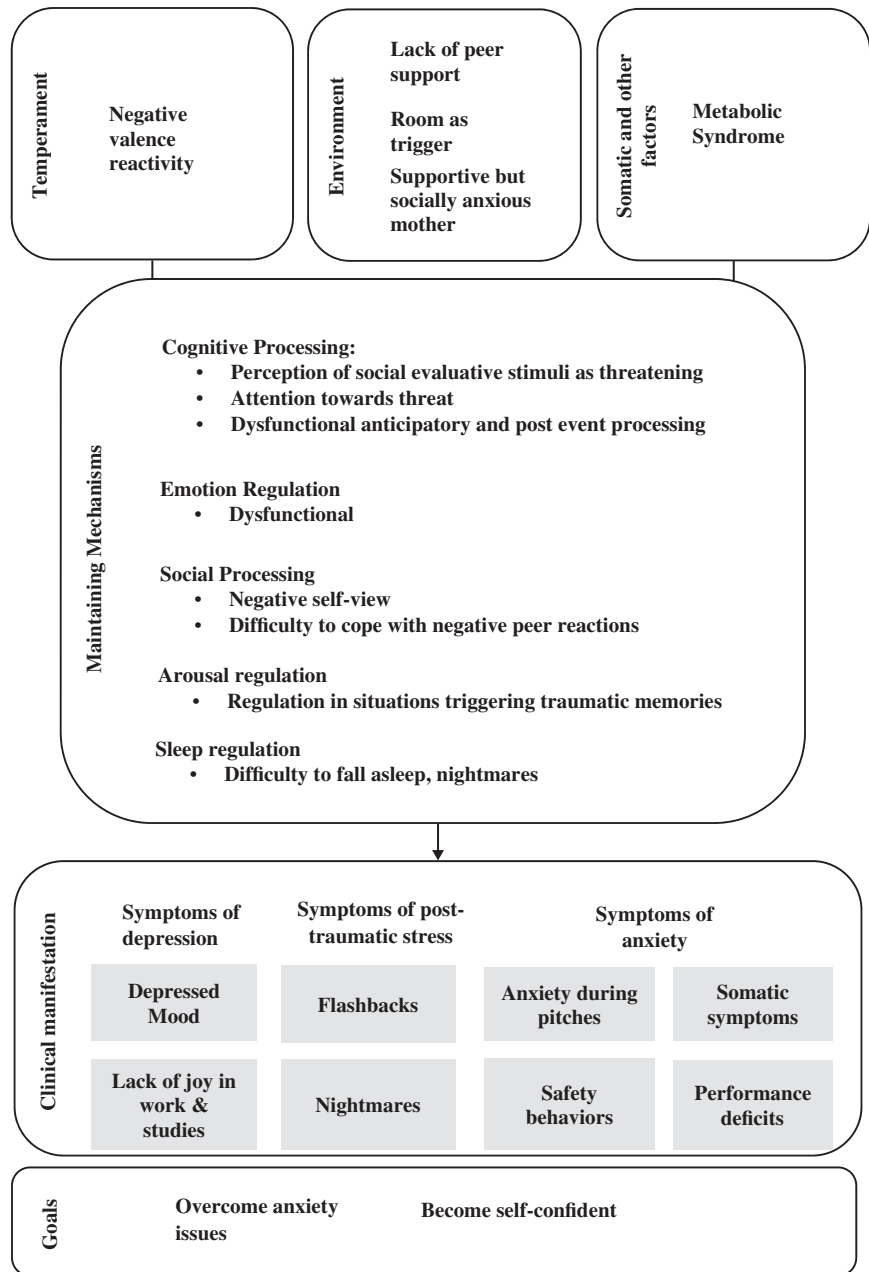 Temperament
Negative
valence
reactivity
Environment
Lack of peer
support
Room as
trigger
Supportive but
socially anxious
mother
Somatic and other
factors
Metabolic
Syndrome
Maintaining Mechanisms
Cognitive Processing:
• Perception of social evaluative stimuli as threatening
• Attention towards threat
• Dysfunctional anticipatory and post event processing
Emotion Regulation
• Dysfunctional
Social Processing
• Negative self-view
• Difficulty to cope with negative peer reactions
Arousal regulation
• Regulation in situations triggering traumatic memories
Sleep regulation
• Difficulty to fall asleep, nightmares
Clinical manifestation
Symptoms of
depression
Depressed
Mood
Lack of joy in
work &
studies
Symptoms of post-
traumatic stress
Flashbacks
Nightmares
Symptoms of
anxiety
Anxiety during
pitches
Somatic
symptoms
Safety
behaviors
Performance
deficits
Goals
Overcome anxiety
issues
Become self-confident